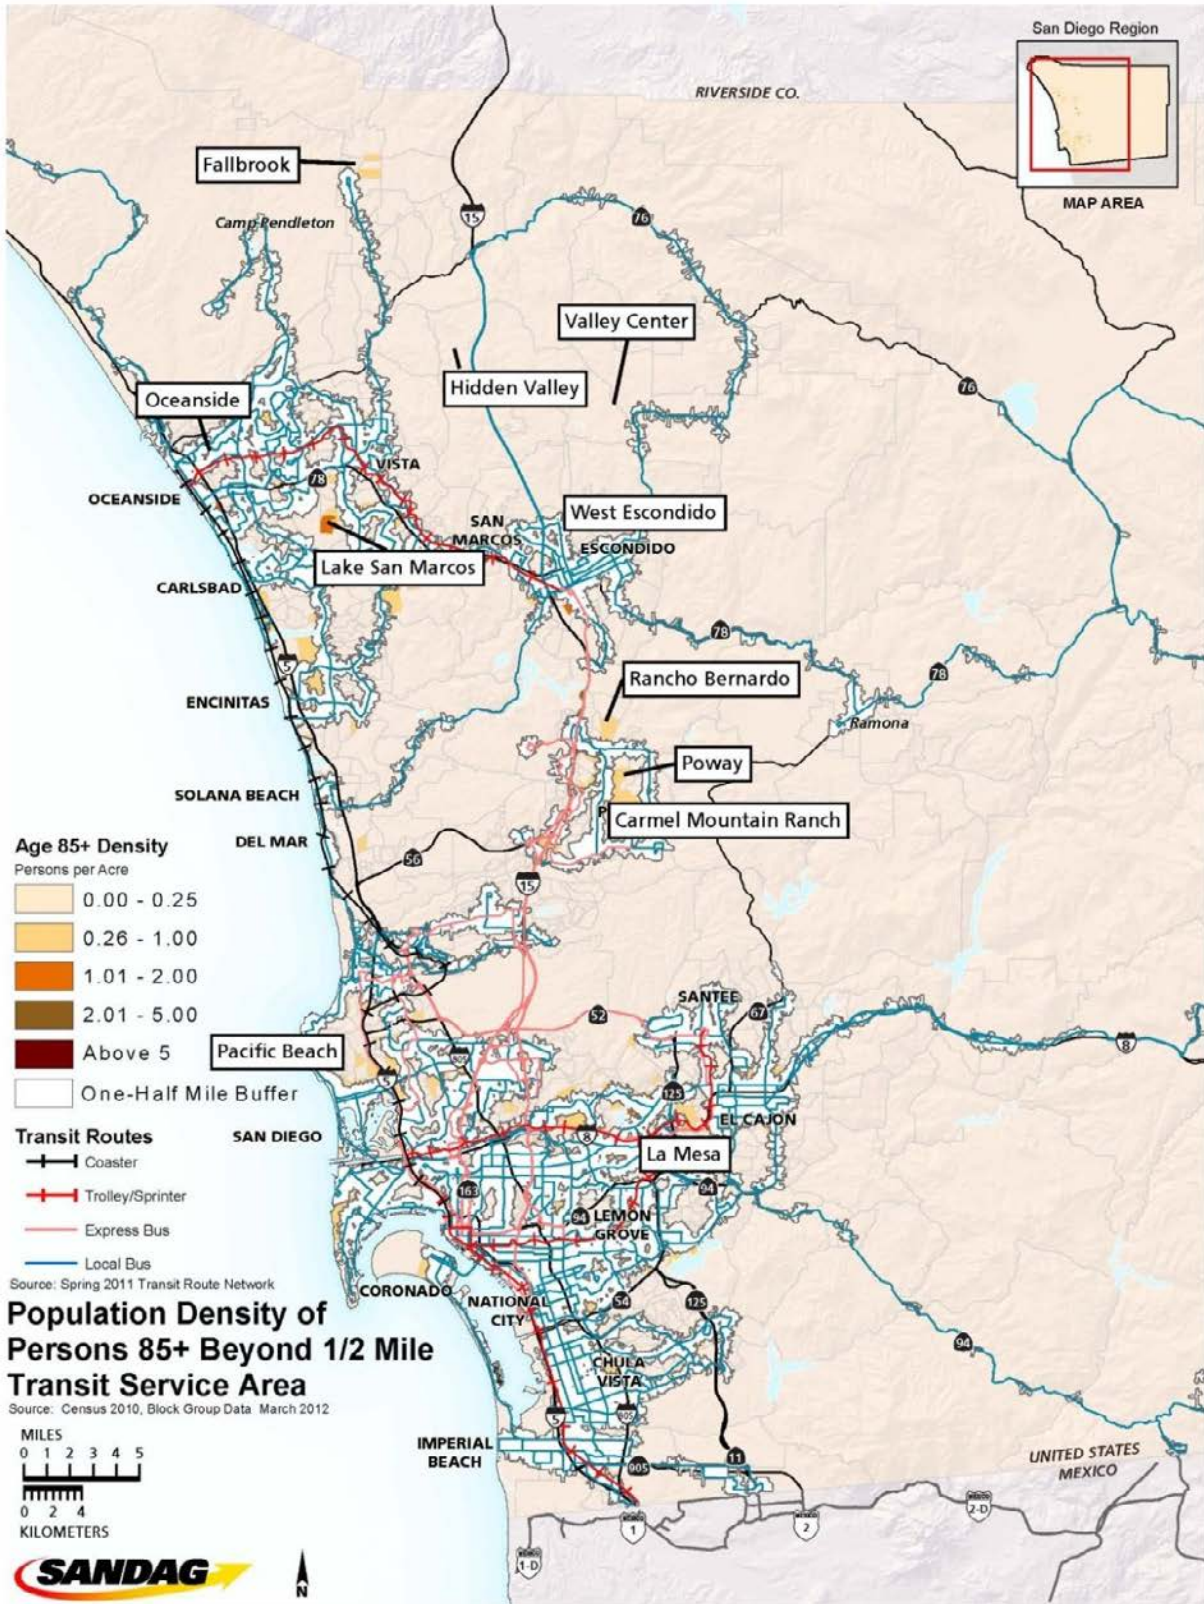 San Diego Region
MAP AREA
RIVERSIDE CO.
Fallbrook
Camp Pendleton
15
76
Valley Center
Hidden Valley
76
Oceanside
VISTA
78
OCEANSIDE
SAN
MARCOS
West Escondido
ESCONDIDO
Lake San Marcos
CARLSBAD
78
5
Rancho Bernardo
78
ENCINITAS
Ramona
Poway
SOLANA BEACH
P
Carmel Mountain Ranch
DEL MAR
56
15
Age 85+ Density
Persons per Acre
0.00 - 0.25
0.26 - 1.00
1.01 - 2.00
2.01 - 5.00
Above 5
One-Half Mile Buffer
SANTEE
52
67
8
Pacific Beach
805
5
125
EL CAJON
SAN DIEGO
8
La Mesa
94
163
94
LEMON
GROVE
Transit Routes
Coaster
Trolley/Sprinter
Express Bus
Local Bus
Source: Spring 2011 Transit Route Network
CORONADO
NATIONAL
CITY
54
125
94
Population Density of
Persons 85+ Beyond 1/2 Mile
Transit Service Area
Source: Census 2010, Block Group Data March 2012
CHULA
VISTA
5
805
MILES
0 1 2 3 4 5
0 2 4
KILOMETERS
IMPERIAL
BEACH
905
11
UNITED STATES
MEXICO
MEXICO
1
MEXICO
2
MEXICO
2-D
MEXICO
1-D
SANDAG
N